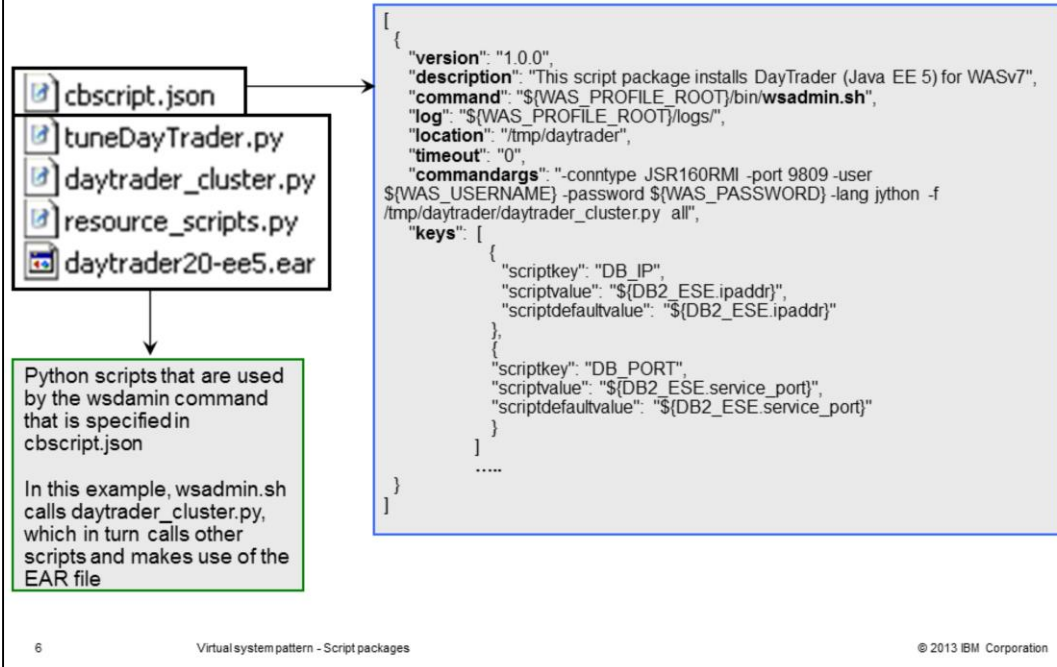 cbscript.json
tuneDayTrader.py
daytrader_cluster.py
resource_scripts.py
daytrader20-ee5.ear
[
{
"version": "1.0.0",
"description": "This script package installs DayTrader (Java EE 5) for WASv7",
"command": "${WAS_PROFILE_ROOT}/bin/wsadmin.sh",
"log": "${WAS_PROFILE_ROOT}/logs/",
"location": "/tmp/daytrader",
"timeout": "0",
"commandargs": "-conntype JSR160RMI -port 9809 -user
${WAS_USERNAME} -password ${WAS_PASSWORD} -lang jython -f
/tmp/daytrader/daytrader_cluster.py all",
"keys": [
{
"scriptkey": "DB_IP",
"scriptvalue": "${DB2_ESE.ipaddr}",
"scriptdefaultvalue": "${DB2_ESE.ipaddr}"
},
{
"scriptkey": "DB_PORT",
"scriptvalue": "${DB2_ESE.service_port}",
"scriptdefaultvalue": "${DB2_ESE.service_port}"
}
]
.....
}
]
Python scripts that are used
by the wsdamin command
that is specified in
cbscript.json
In this example, wsadmin.sh
calls daytrader_cluster.py,
which in turn calls other
scripts and makes use of the
EAR file
6
Virtual system pattern - Script packages
© 2013 IBM Corporation